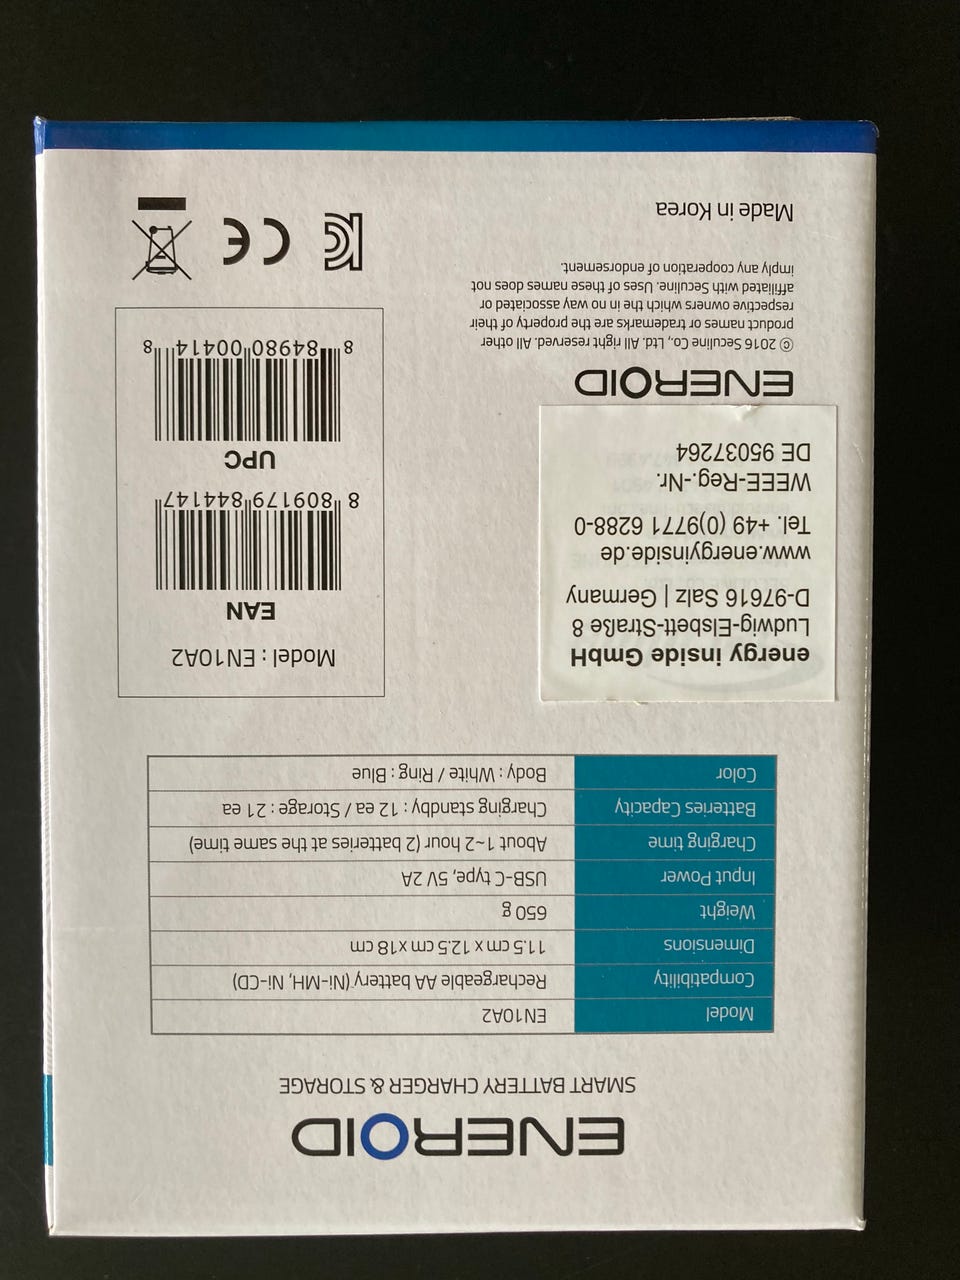 ENEROID
SMART BATTERY CHARGER & STORAGE
Model EN10A2
Compatibility Rechargeable AA battery (Ni-MH, Ni-CD)
Dimensions 11.5 cm x 12.5 cm x 18 cm
Weight 650 g
Input Power USB-C type, 5V 2A
Charging time About 1~2 hour (2 batteries at the same time)
Batteries Capacity Charging standby : 12 ea / Storage : 21 ea
Color Body : White / Ring : Blue
energy inside GmbH
Ludwig-Elsbett-Straße 8
D-97616 Salz | Germany
www.energyinside.de
Tel. +49 (0)9771 6288-0
WEEE-Reg.-Nr.
DE 95037264
ENEROID
© 2016 Seculine Co., Ltd. All right reserved. All other
product names or trademarks are the property of their
respective owners which the in no way associated or
affiliated with Seculine. Uses of these names does not
imply any cooperation of endorsement.
Made in Korea
Model : EN10A2
EAN
8 809179 844147
UPC
8 84980 00414 8
CE